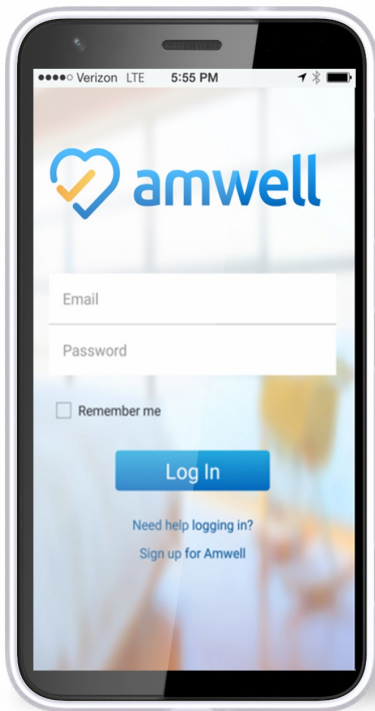 Verizon LTE 5:55 PM
amwell
Email
Password
Remember me
Log In
Need help logging in?
Sign up for Amwell